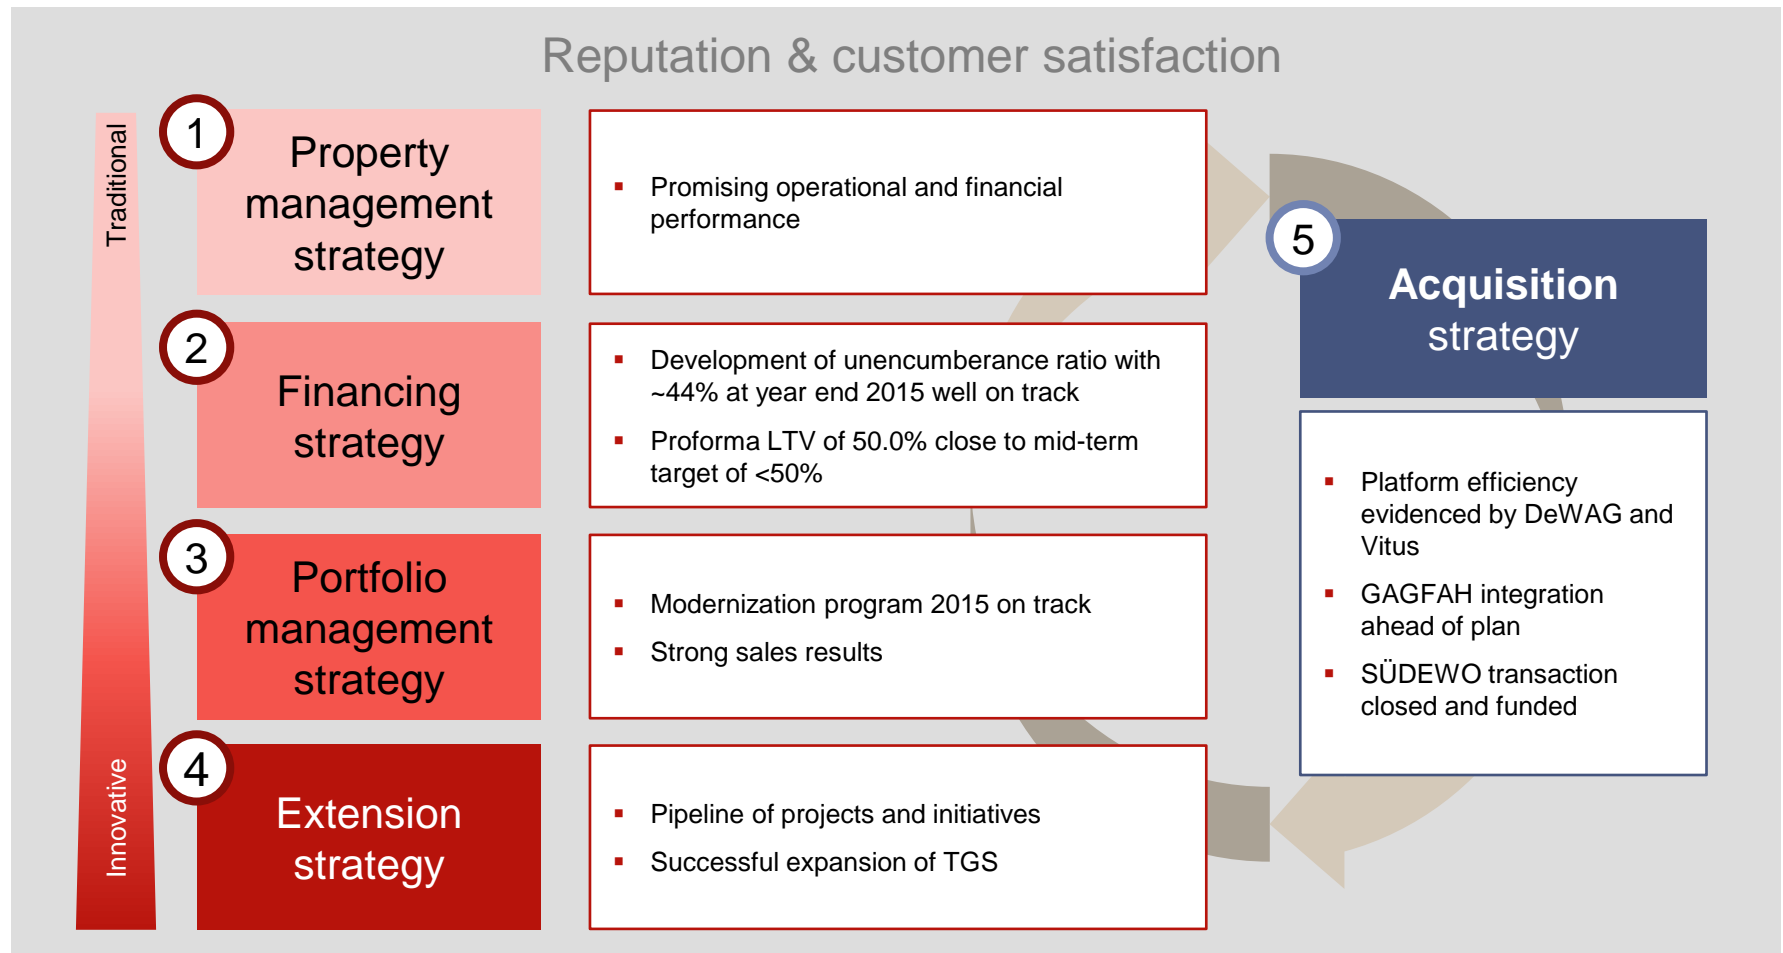 Reputation & customer satisfaction
Traditional
Innovative
1
Property
management
strategy
▪ Promising operational and financial
performance
2
Financing
strategy
▪ Development of unencumberance ratio with
~44% at year end 2015 well on track
▪ Proforma LTV of 50.0% close to mid-term
target of <50%
3
Portfolio
management
strategy
▪ Modernization program 2015 on track
▪ Strong sales results
4
Extension
strategy
▪ Pipeline of projects and initiatives
▪ Successful expansion of TGS
5
Acquisition
strategy
▪ Platform efficiency
evidenced by DeWAG and
Vitus
▪ GAGFAH integration
ahead of plan
▪ SÜDEWO transaction
closed and funded